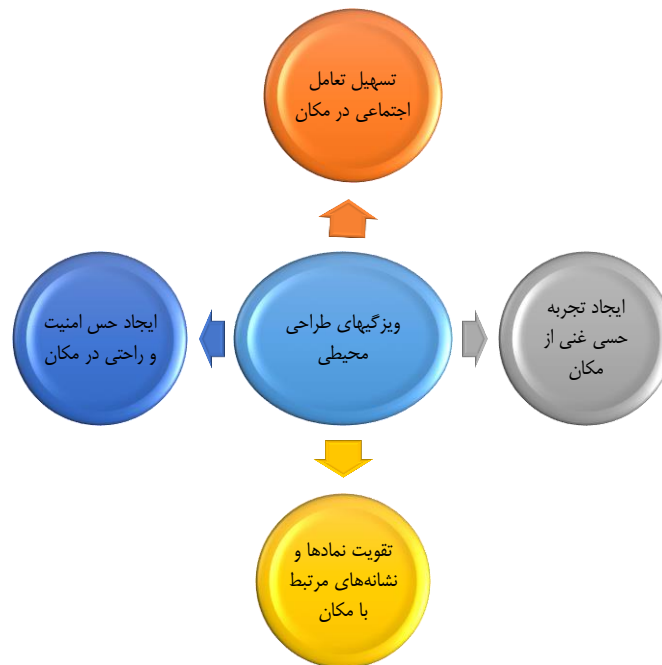 تسهیل تعامل
اجتماعی در مکان
ایجاد تجربه
حسی غنی از
مکان
ویزگیهای طراحی
محیطی
ایجاد حس امنیت
و راحتی در مکان
تقویت نمادها و
نشانه‌های مرتبط
با مکان